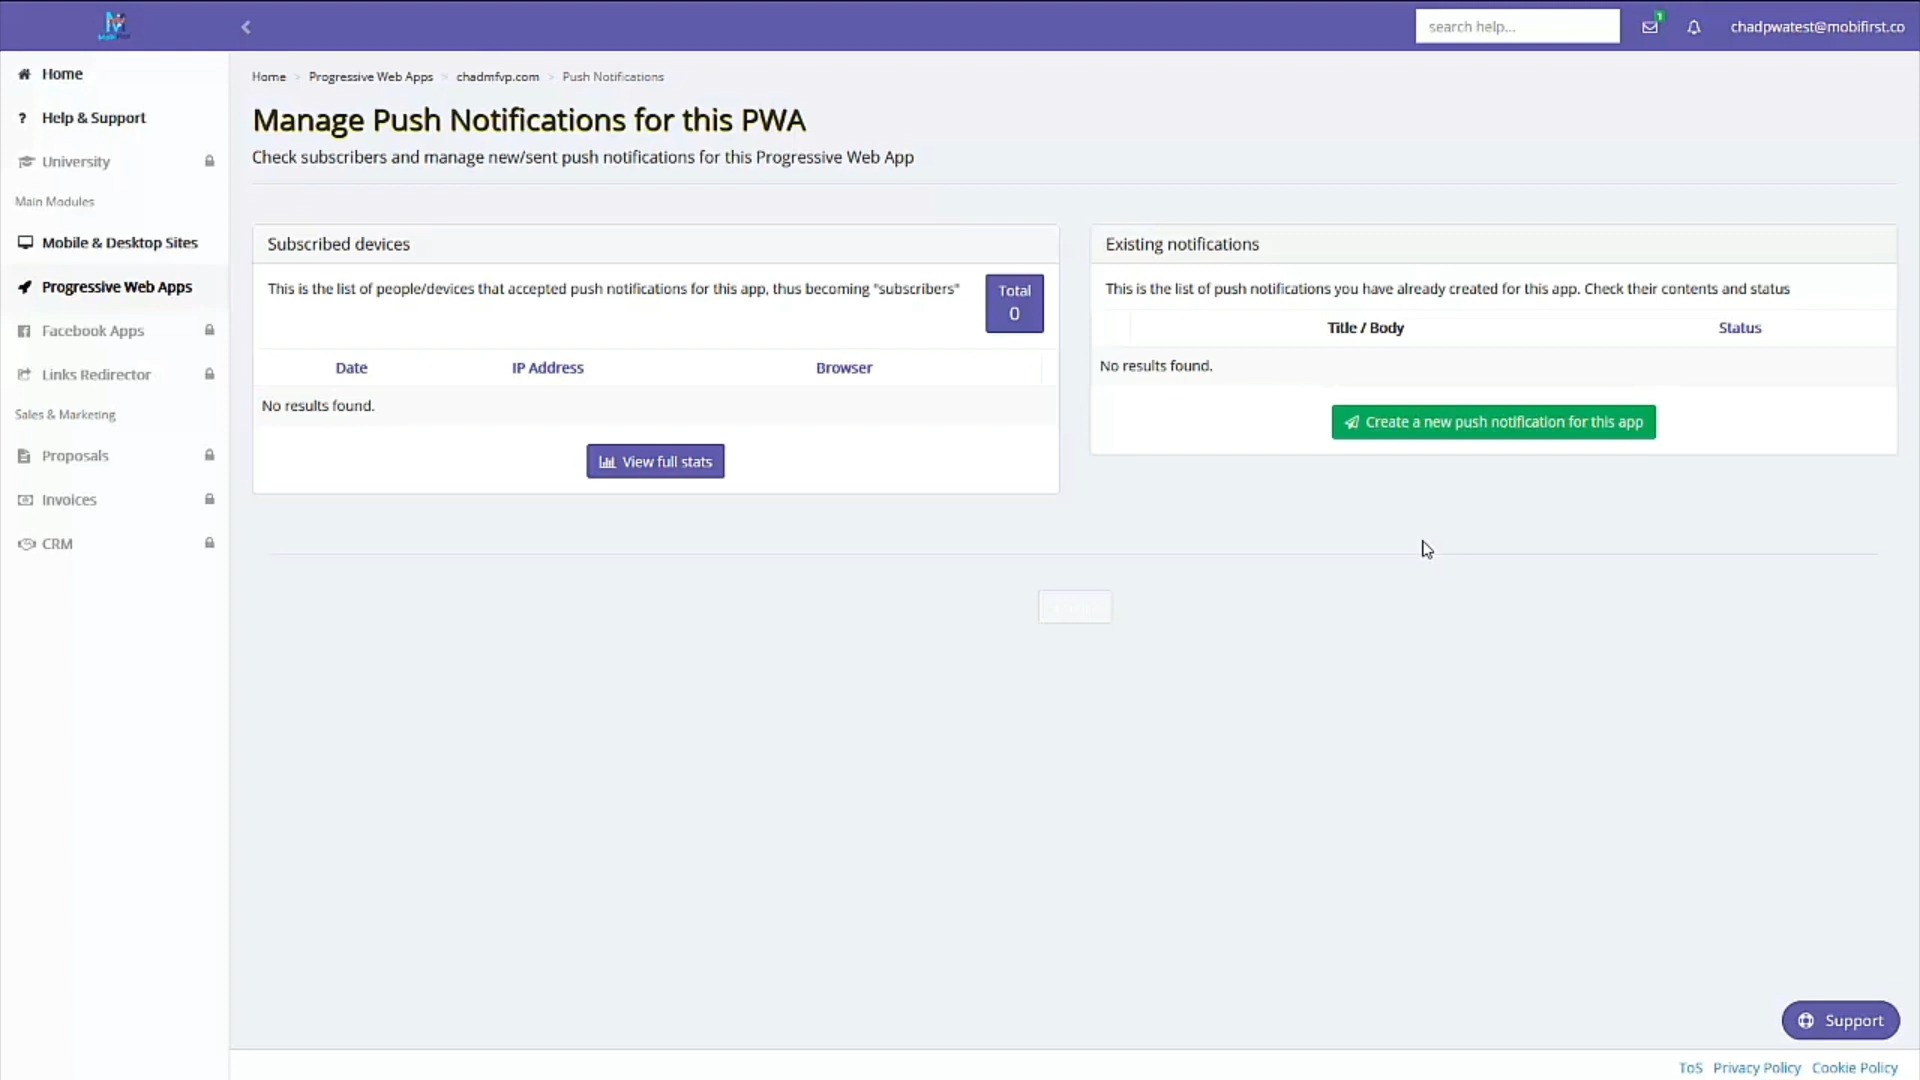 search help...
1
chadpwatest@mobifirst.co
Home
Help & Support
University
Main Modules
Mobile & Desktop Sites
Progressive Web Apps
Facebook Apps
Links Redirector
Sales & Marketing
Proposals
Invoices
CRM
Home > Progressive Web Apps > chadmfvp.com > Push Notifications
Manage Push Notifications for this PWA
Check subscribers and manage new/sent push notifications for this Progressive Web App
Subscribed devices
This is the list of people/devices that accepted push notifications for this app, thus becoming "subscribers"
Total
0
Date IP Address Browser
No results found.
View full stats
Existing notifications
This is the list of push notifications you have already created for this app. Check their contents and status
Title / Body Status
No results found.
Create a new push notification for this app
Support
ToS Privacy Policy Cookie Policy